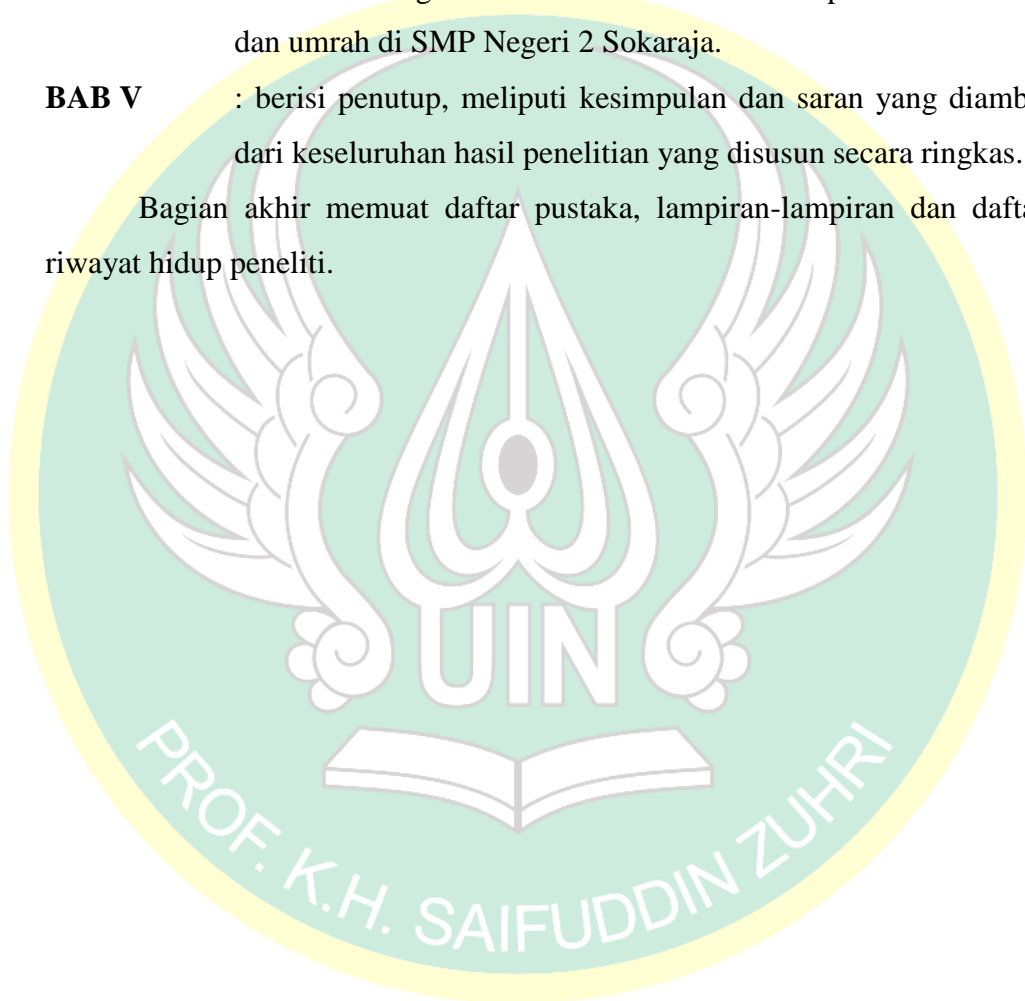 dan umrah di SMP Negeri 2 Sokaraja.
BAB V : berisi penutup, meliputi kesimpulan dan saran yang
dari keseluruhan hasil penelitian yang disusun secara ringkas.
Bagian akhir memuat daftar pustaka, lampiran-lampiran dan
riwayat hidup peneliti.
UIN
PROF. K.H. SAIFUDDIN ZUHRI